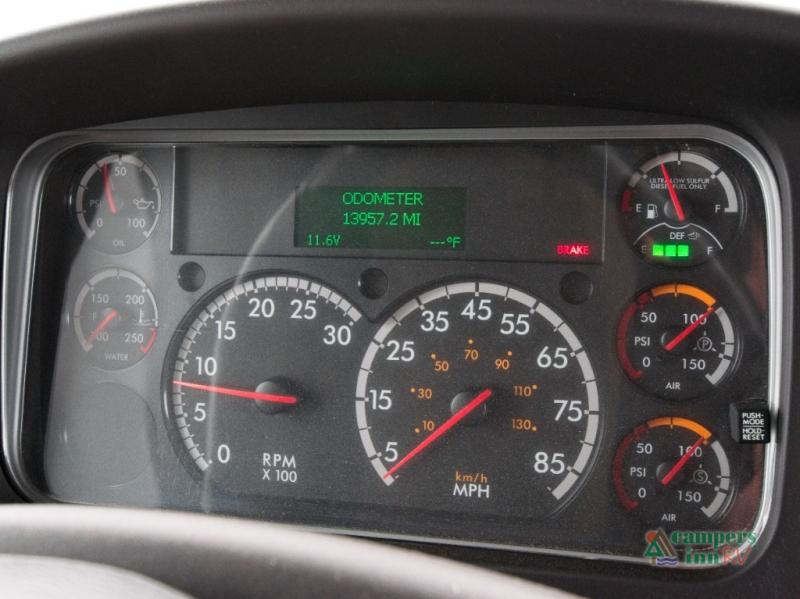 ODOMETER
13957.2 MI
11.6V ---°F
BRAKE
50
PSI
0 100
OIL
150 200
F
100 250
WATER
0 5 10 15 20 25 30
RPM
X 100
5 15 25 35 45 55 65 75 85
10 30 50 70 90 110 130
km/h
MPH
ULTRA LOW SULFUR
DIESEL FUEL ONLY
E F
DEF
E F
50 100
PSI
P
0 150
AIR
50 100
PSI
S
0 150
AIR
PUSH-
MODE
HOLD-
RESET
campers
inn RV